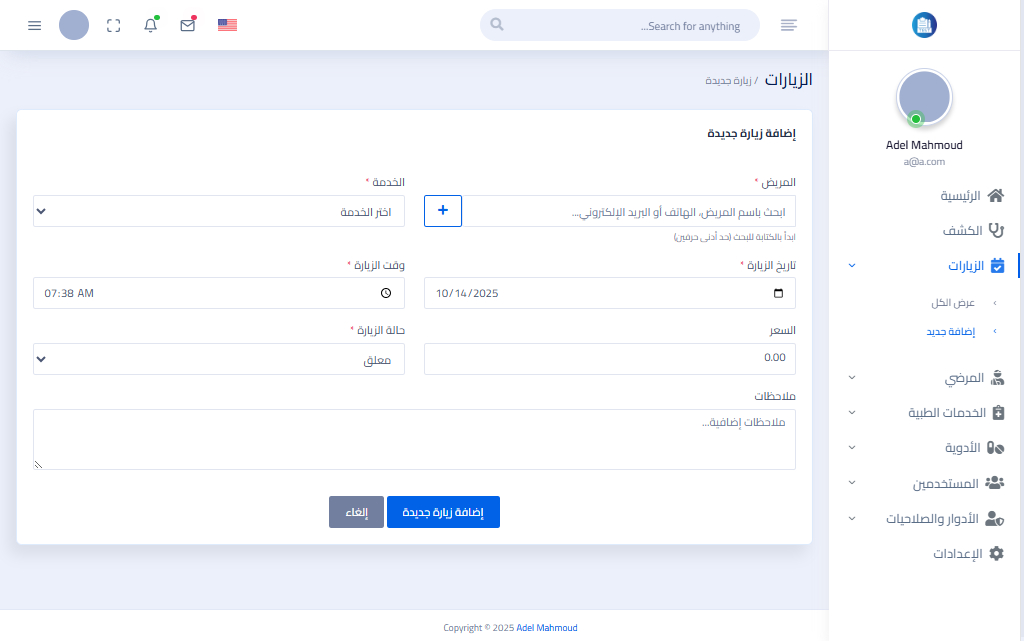 Search for anything...
Adel Mahmoud
a@a.com
الرئيسية
الكشف
الزيارات
عرض الكل
إضافة جديد
المرضي
الخدمات الطبية
الأدوية
المستخدمين
الأدوار والصلاحيات
الإعدادات
الزيارات / زيارة جديدة
إضافة زيارة جديدة
المريض *
ابحث باسم المريض، الهاتف أو البريد الإلكتروني...
+
ابدأ بالكتابة للبحث (حد أدنى حرفين)
الخدمة *
اختر الخدمة
تاريخ الزيارة *
10/14/2025
وقت الزيارة *
07:38 AM
السعر
0.00
حالة الزيارة *
معلق
ملاحظات
ملاحظات إضافية...
إضافة زيارة جديدة
إلغاء
Copyright © 2025 Adel Mahmoud